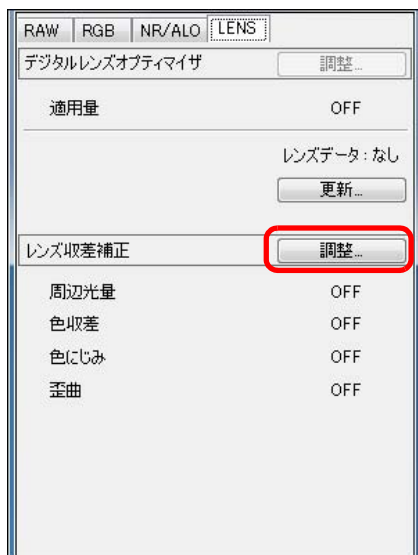 RAW RGB NR/ALO LENS
デジタルレンズオプティマイザ 調整...
適用量 OFF
レンズデータ：なし
更新...
レンズ収差補正 調整...
周辺光量 OFF
色収差 OFF
色にじみ OFF
歪曲 OFF